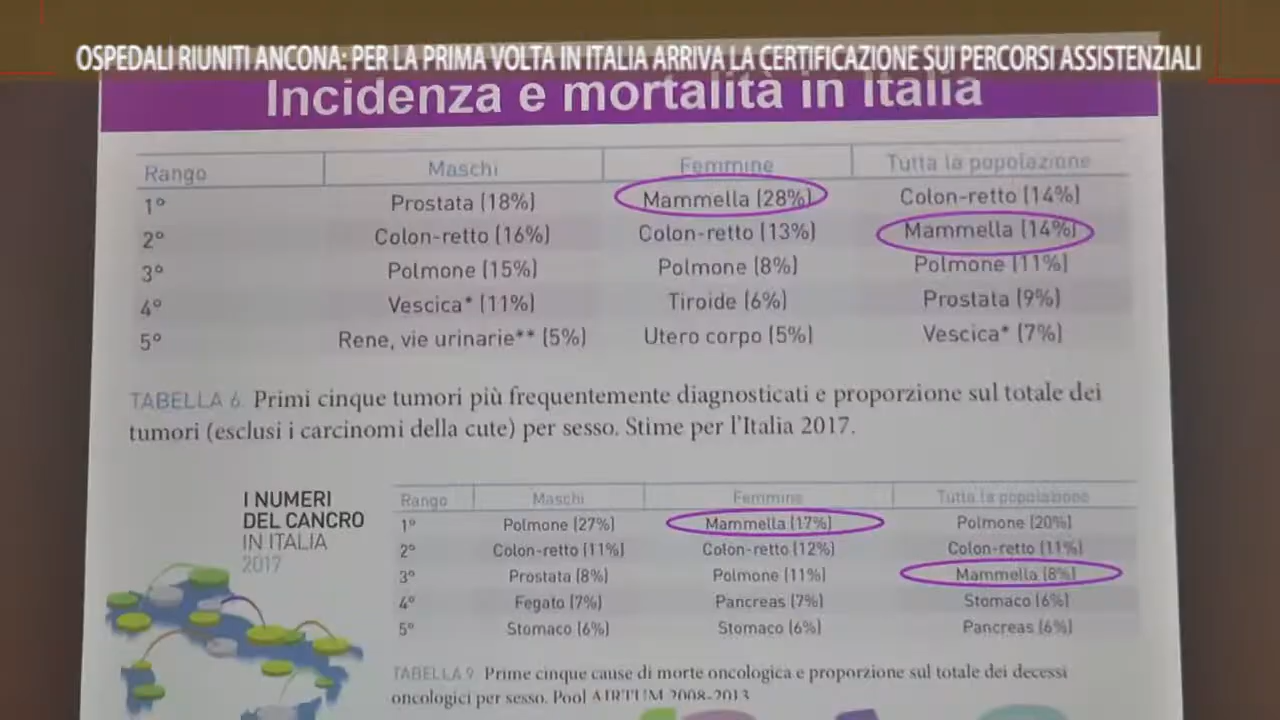 OSPEDALI RIUNITI ANCONA: PER LA PRIMA VOLTA IN ITALIA ARRIVA LA CERTIFICAZIONE SUI PERCORSI ASSISTENZIALI
Incidenza e mortalità in Italia
Rango Maschi Femmine Tutta la popolazione
1° Prostata (18%) Mammella (28%) Colon-retto (14%)
2° Colon-retto (16%) Colon-retto (13%) Mammella (14%)
3° Polmone (15%) Polmone (8%) Polmone (11%)
4° Vescica* (11%) Tiroide (6%) Prostata (9%)
5° Rene, vie urinarie** (5%) Utero corpo (5%) Vescica* (7%)
TABELLA 6. Primi cinque tumori più frequentemente diagnosticati e proporzione sul totale dei
tumori (esclusi i carcinomi della cute) per sesso. Stime per l'Italia 2017.
I NUMERI
DEL CANCRO
IN ITALIA
2017
Rango Maschi Femmine Tutta la popolazione
1° Polmone (27%) Mammella (17%) Polmone (20%)
2° Colon-retto (11%) Colon-retto (12%) Colon-retto (11%)
3° Prostata (8%) Polmone (11%) Mammella (8%)
4° Fegato (7%) Pancreas (7%) Stomaco (6%)
5° Stomaco (6%) Stomaco (6%) Pancreas (6%)
TABELLA 9. Prime cinque cause di morte oncologica e proporzione sul totale dei decessi
oncologici per sesso. Pool AIRTUM 2008-2013